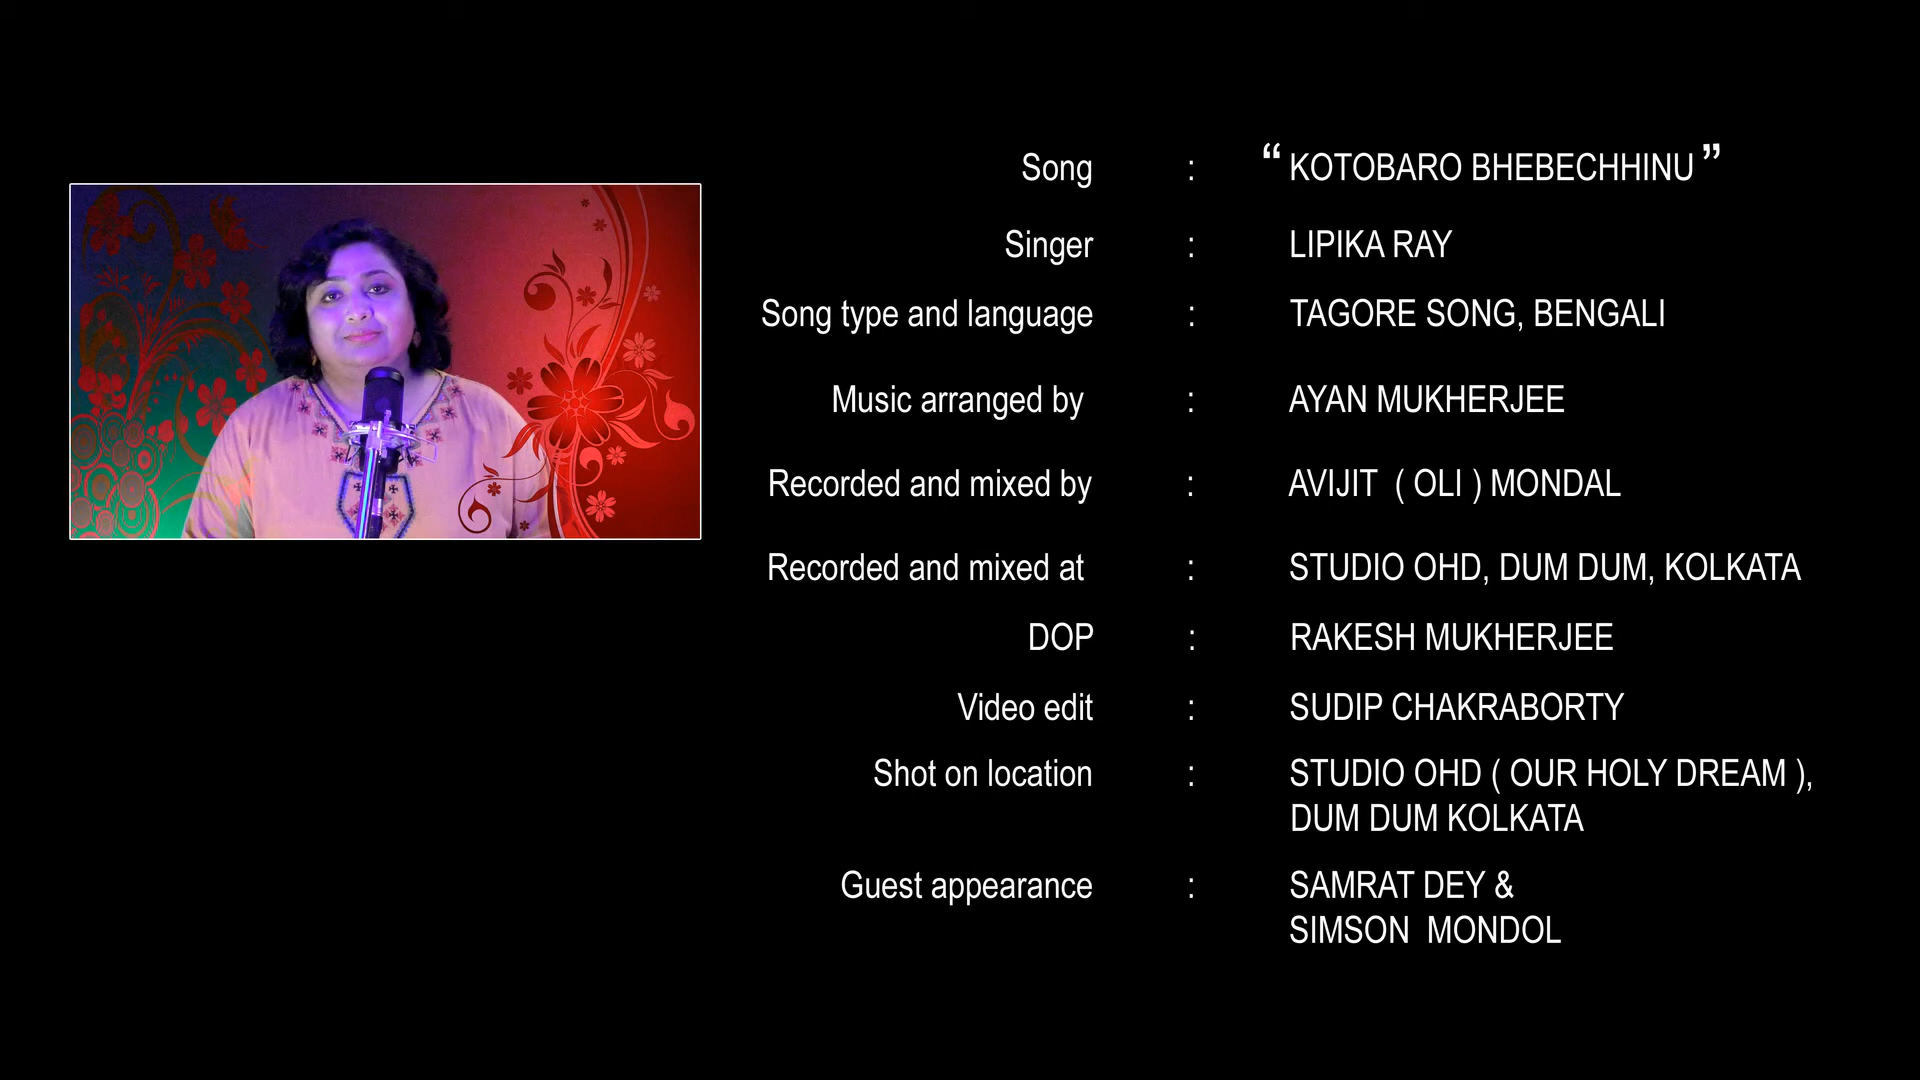 Song : “ KOTOBARO BHEBECHHINU ”
Singer : LIPIKA RAY
Song type and language : TAGORE SONG, BENGALI
Music arranged by : AYAN MUKHERJEE
Recorded and mixed by : AVIJIT ( OLI ) MONDAL
Recorded and mixed at : STUDIO OHD, DUM DUM, KOLKATA
DOP : RAKESH MUKHERJEE
Video edit : SUDIP CHAKRABORTY
Shot on location : STUDIO OHD ( OUR HOLY DREAM ),
DUM DUM KOLKATA
Guest appearance : SAMRAT DEY &
SIMSON MONDOL